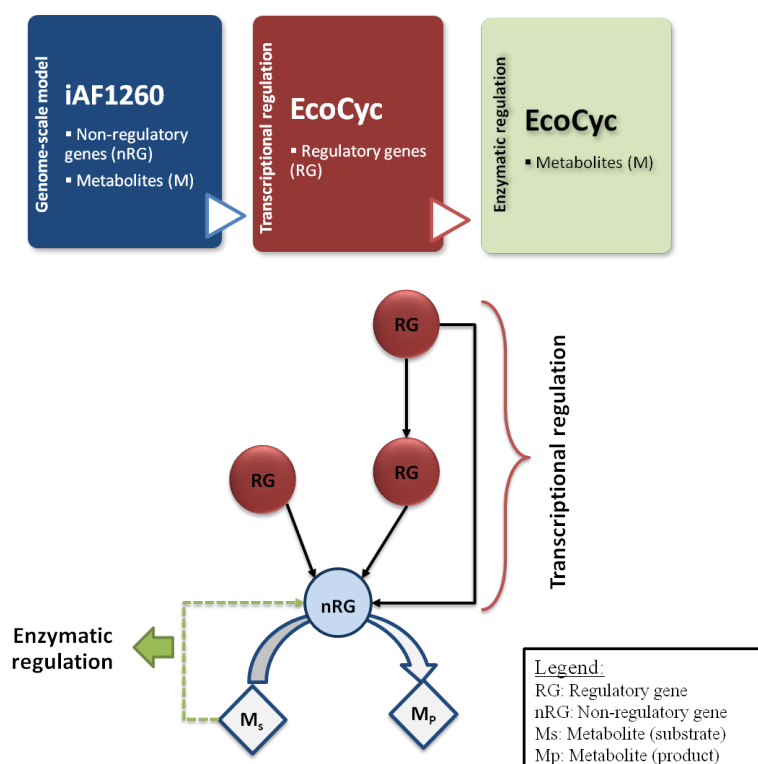 Genome-scale model
iAF1260
▪ Non-regulatory
genes (nRG)
▪ Metabolites (M)
Transcriptional regulation
EcoCyc
▪ Regulatory genes
(RG)
Enzymatic regulation
EcoCyc
▪ Metabolites (M)
RG
RG
RG
nRG
Transcriptional regulation
Enzymatic
regulation
Ms
Mp
Legend:
RG: Regulatory gene
nRG: Non-regulatory gene
Ms: Metabolite (substrate)
Mp: Metabolite (product)